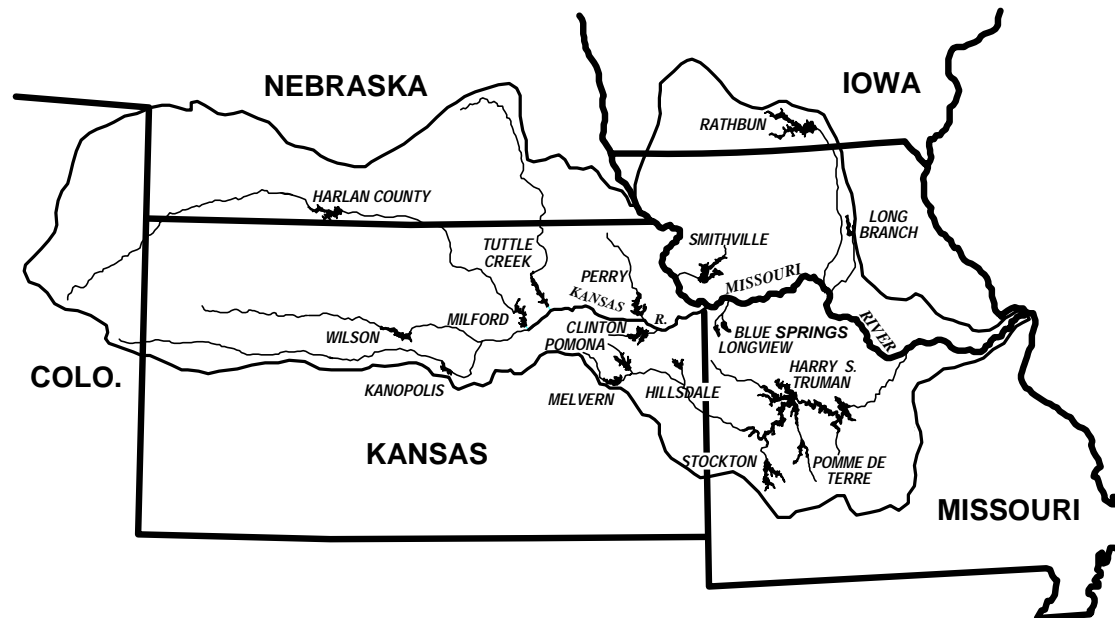 NEBRASKA
IOWA
RATHBUN
HARLAN COUNTY
LONG
BRANCH
TUTTLE
CREEK
SMITHVILLE
PERRY
MISSOURI
RIVER
KANSAS
R.
MILFORD
CLINTON
WILSON
POMONA
BLUE SPRINGS
LONGVIEW
COLO.
KANOPOLIS
MELVERN
HILLSDALE
HARRY S.
TRUMAN
KANSAS
STOCKTON
POMME DE
TERRE
MISSOURI